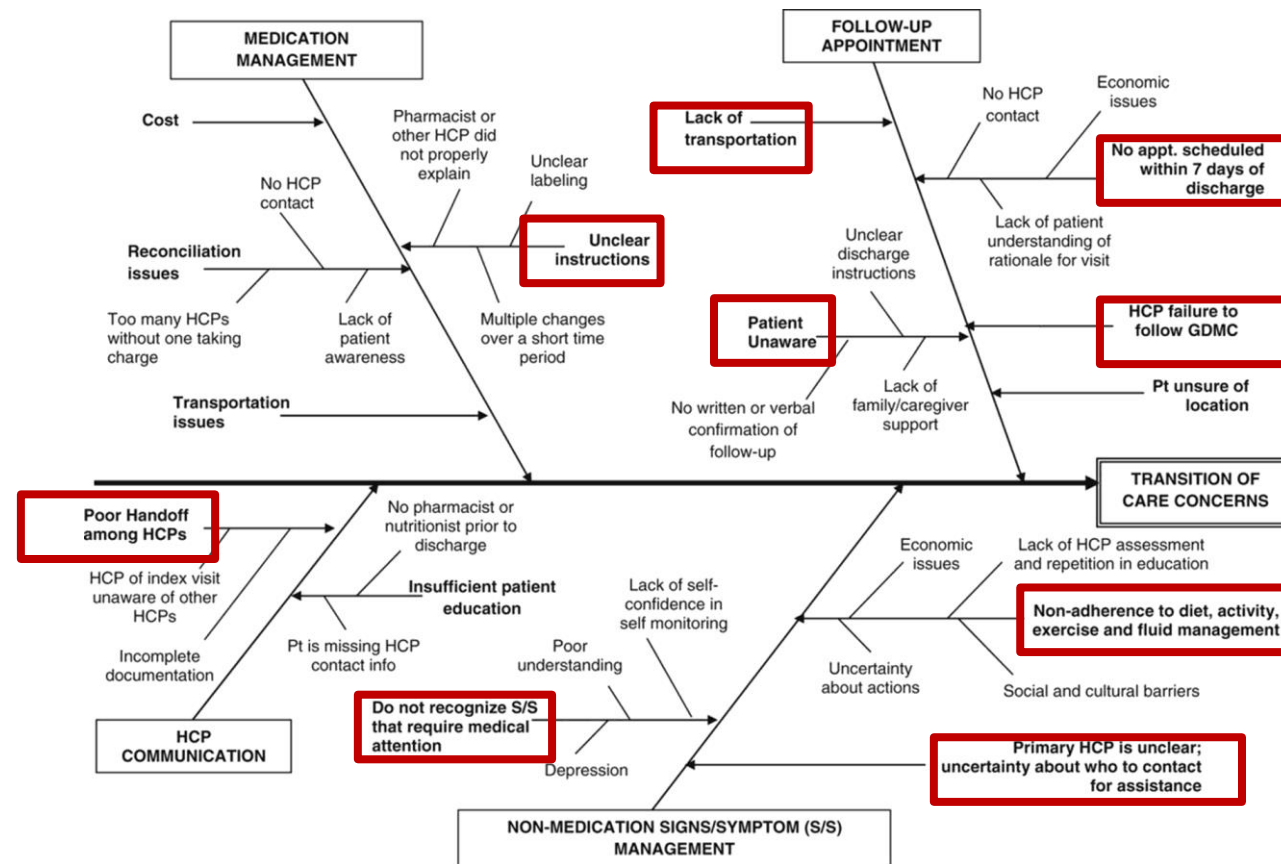 MEDICATION
MANAGEMENT
FOLLOW-UP
APPOINTMENT
Cost
Pharmacist or
other HCP did
not properly
explain
Unclear
labeling
No HCP
contact
Reconciliation
issues
Unclear
instructions
Too many HCPs
without one taking
charge
Lack of
patient
awareness
Multiple changes
over a short time
period
Transportation
issues
Lack of
transportation
No HCP
contact
Economic
issues
No appt. scheduled
within 7 days of
discharge
Lack of patient
understanding of
rationale for visit
Unclear
discharge
instructions
Patient
Unaware
HCP failure to
follow GDMC
No written or verbal
confirmation of
follow-up
Lack of
family/caregiver
support
Pt unsure of
location
TRANSITION OF
CARE CONCERNS
Poor Handoff
among HCPs
No pharmacist or
nutritionist prior to
discharge
HCP of index visit
unaware of other
HCPs
Insufficient patient
education
Incomplete
documentation
Pt is missing HCP
contact info
HCP
COMMUNICATION
Lack of self-
confidence in
self monitoring
Poor
understanding
Do not recognize S/S
that require medical
attention
Depression
Economic
issues
Lack of HCP assessment
and repetition in education
Non-adherence to diet, activity,
exercise and fluid management
Uncertainty
about actions
Social and cultural barriers
Primary HCP is unclear;
uncertainty about who to contact
for assistance
NON-MEDICATION SIGNS/SYMPTOM (S/S)
MANAGEMENT